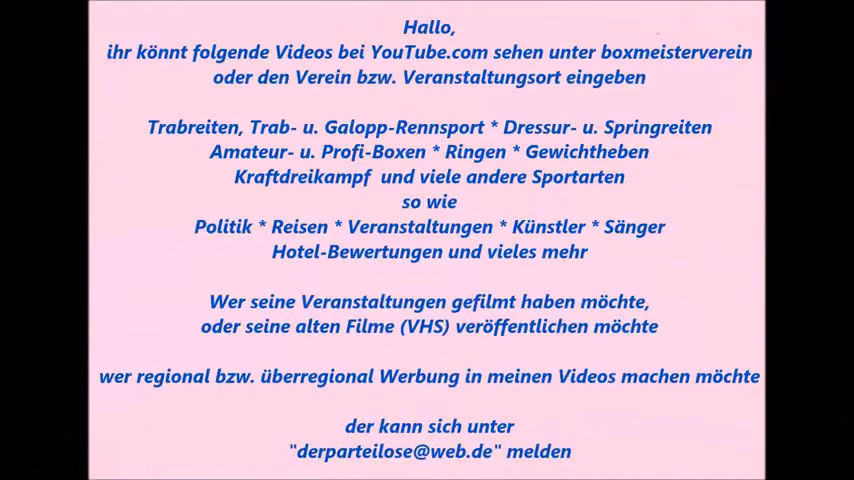 Hallo,
ihr könnt folgende Videos bei YouTube.com sehen unter boxmeisterverein
oder den Verein bzw. Veranstaltungsort eingeben
Trabreiten, Trab- u. Galopp-Rennsport * Dressur- u. Springreiten
Amateur- u. Profi-Boxen * Ringen * Gewichtheben
Kraftdreikampf und viele andere Sportarten
so wie
Politik * Reisen * Veranstaltungen * Künstler * Sänger
Hotel-Bewertungen und vieles mehr
Wer seine Veranstaltungen gefilmt haben möchte,
oder seine alten Filme (VHS) veröffentlichen möchte
wer regional bzw. überregional Werbung in meinen Videos machen möchte
der kann sich unter
"derparteilose@web.de" melden